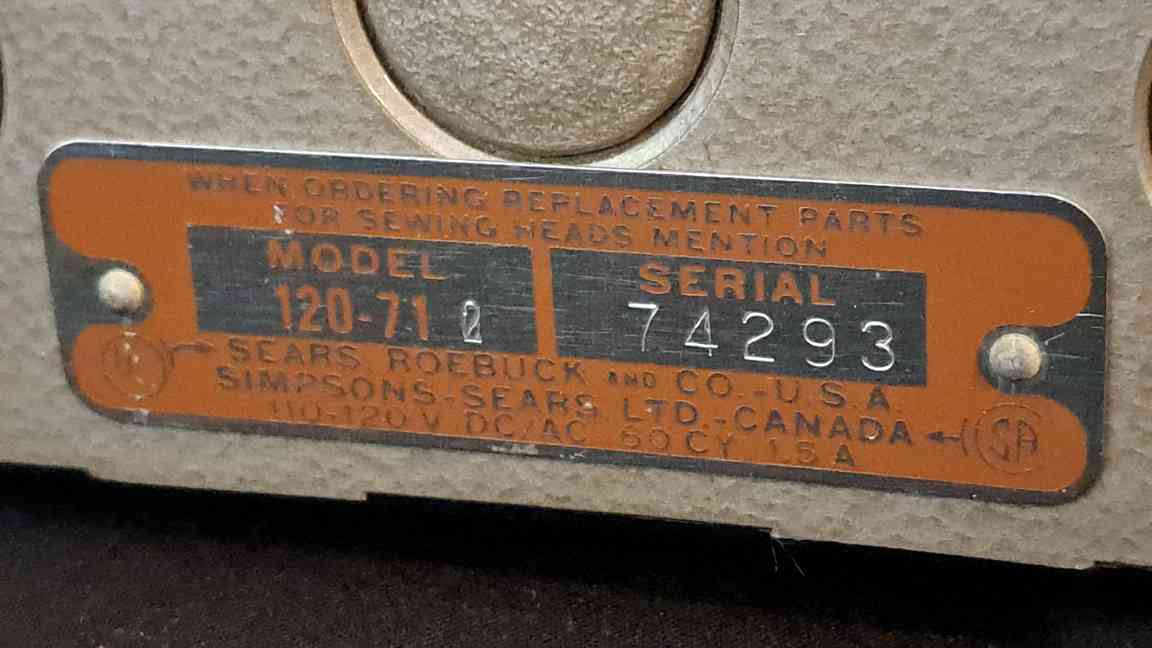 WHEN ORDERING REPLACEMENT PARTS
FOR SEWING HEADS MENTION
MODEL
120-71
SERIAL
74293
SEARS ROEBUCK AND CO.-U.S.A.
SIMPSONS-SEARS LTD.-CANADA
110-120 V DC/AC 60 CY 1.5 A
SA